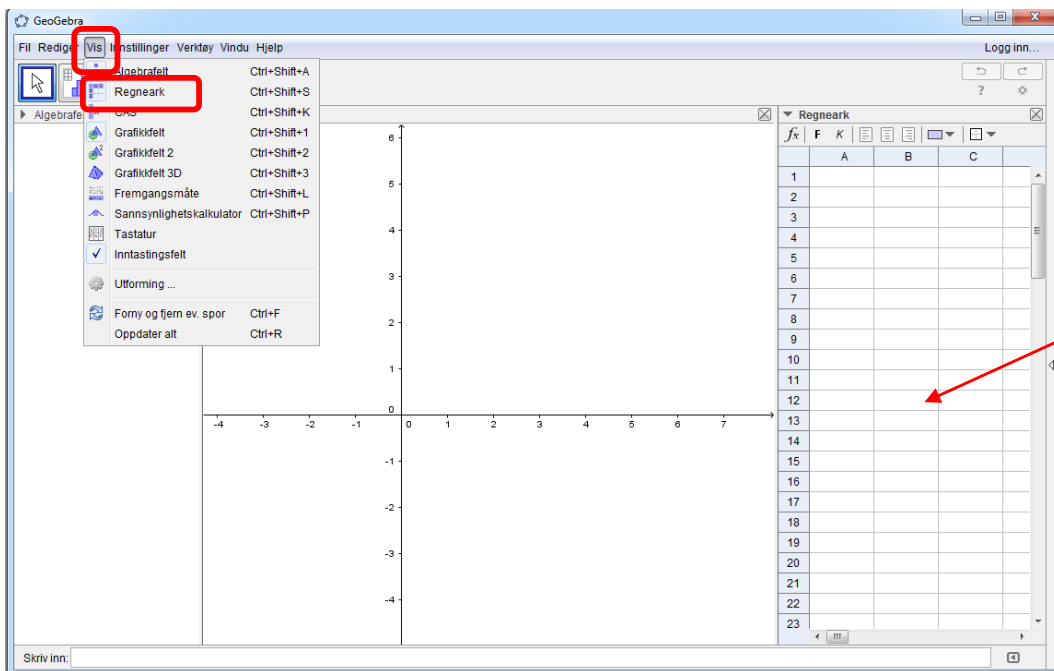 GeoGebra
Fil Rediger Vis Innstillinger Verktøy Vindu Hjelp
Logg inn...
Algebrafelt Ctrl+Shift+A
Regneark Ctrl+Shift+S
CAS Ctrl+Shift+K
Grafikkfelt Ctrl+Shift+1
Grafikkfelt 2 Ctrl+Shift+2
Grafikkfelt 3D Ctrl+Shift+3
Fremgangsmåte Ctrl+Shift+L
Sannsynlighetskalkulator Ctrl+Shift+P
Tastatur
Inntastingsfelt
Utforming ...
Forny og fjern ev. spor Ctrl+F
Oppdater alt Ctrl+R
?
Algebrafe
6
5
4
3
2
1
0
-4 -3 -2 -1 0 1 2 3 4 5 6 7
-1
-2
-3
-4
Regneark
fx F K
A B C
1
2
3
4
5
6
7
8
9
10
11
12
13
14
15
16
17
18
19
20
21
22
23
Skriv inn: